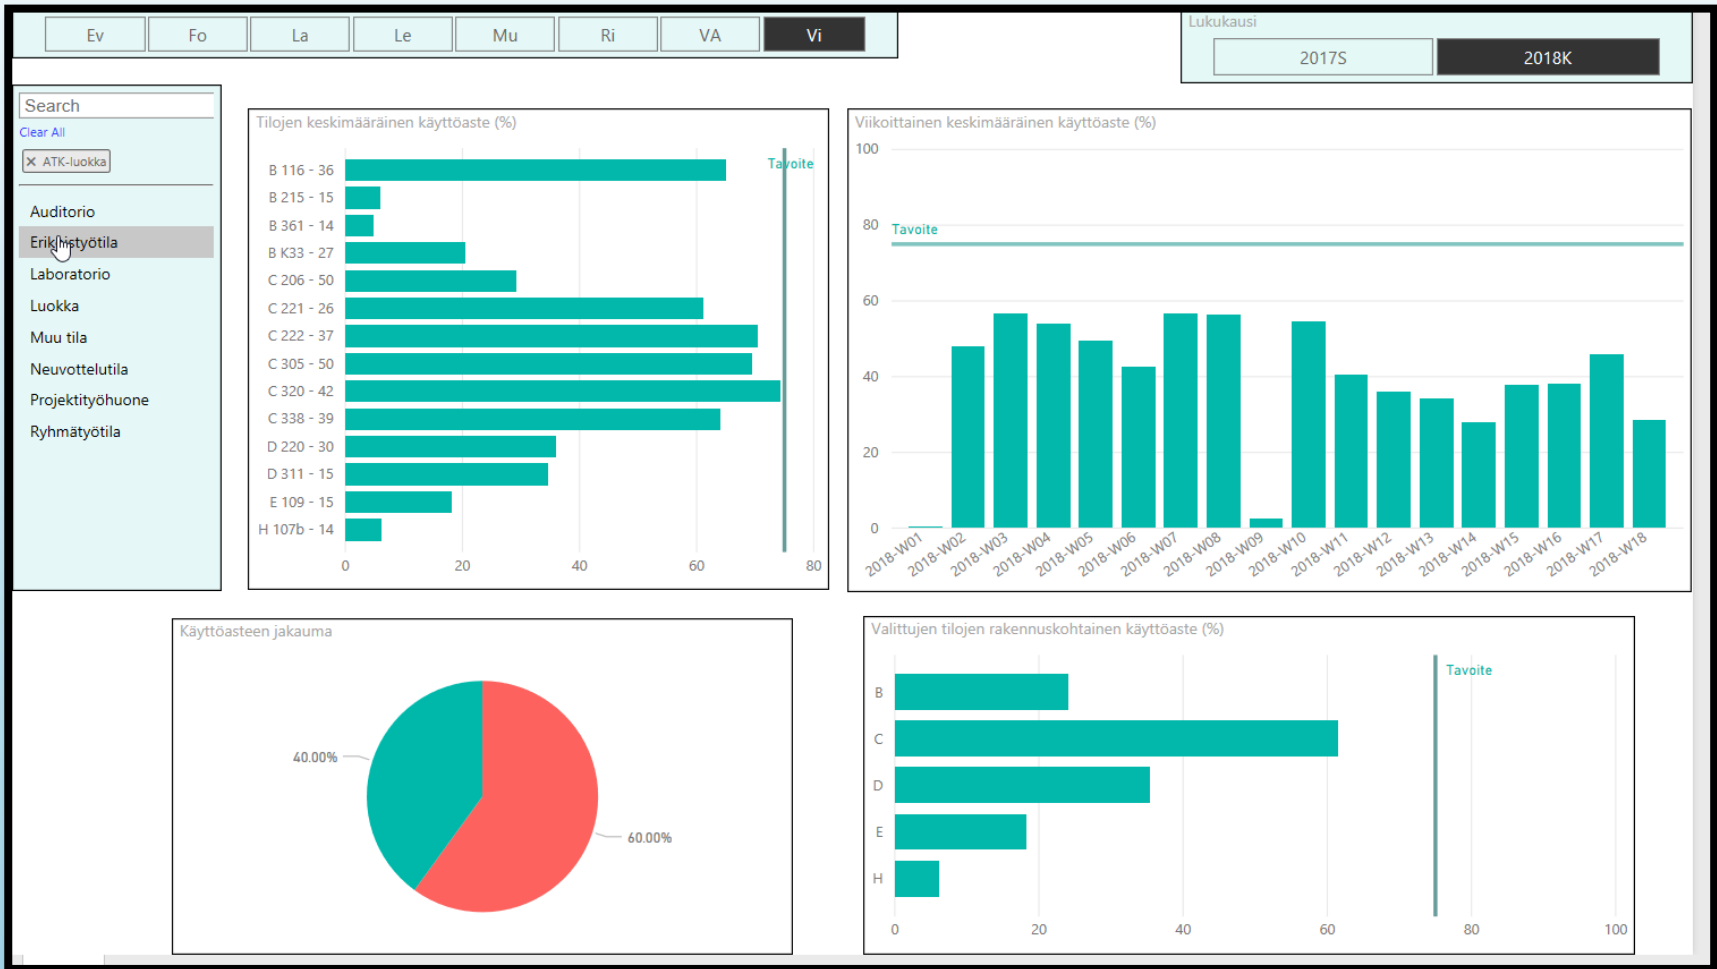 Ev Fo La Le Mu Ri VA Vi
Lukukausi
2017S 2018K
Search
Clear All
× ATK-luokka
Auditorio
Laboratorio
Luokka
Muu tila
Neuvottelutila
Projektityöhuone
Ryhmätyötila
Tilojen keskimääräinen käyttöaste (%)
Tavoite
B 116 - 36
B 215 - 15
B 361 - 14
B K33 - 27
C 206 - 50
C 221 - 26
C 222 - 37
C 305 - 50
C 320 - 42
C 338 - 39
D 220 - 30
D 311 - 15
E 109 - 15
H 107b - 14
0 20 40 60 80
Viikoittainen keskimääräinen käyttöaste (%)
100
80
Tavoite
60
40
20
0
2018-W01 2018-W02 2018-W03 2018-W04 2018-W05 2018-W06 2018-W07 2018-W08 2018-W09 2018-W10 2018-W11 2018-W12 2018-W13 2018-W14 2018-W15 2018-W16 2018-W17 2018-W18
Käyttöasteen jakauma
40.00%
60.00%
Valittujen tilojen rakennuskohtainen käyttöaste (%)
Tavoite
B
C
D
E
H
0 20 40 60 80 100